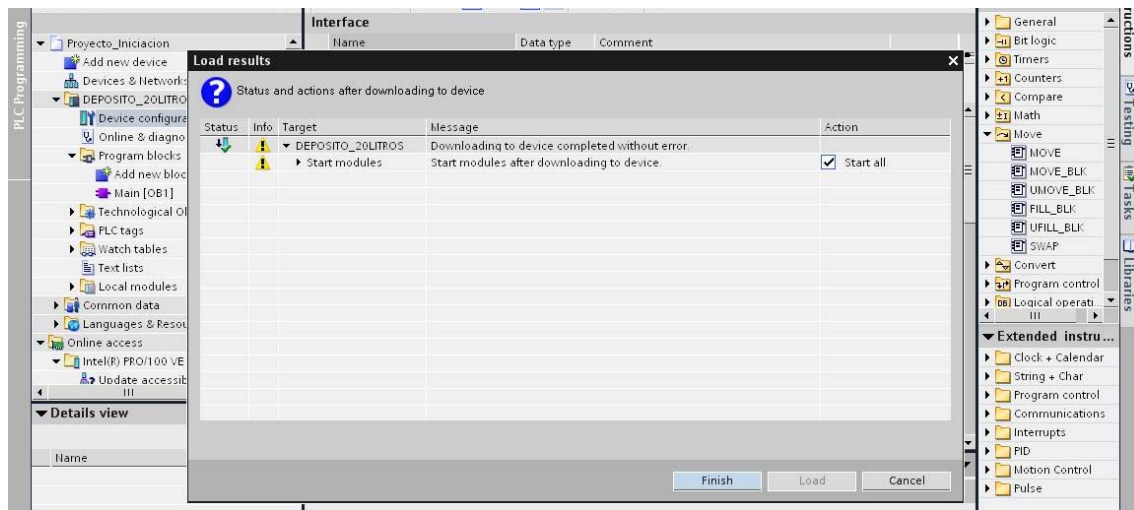 PLC Programming
Interface
Name Data type Comment
Proyecto_Iniciacion
Add new device
Devices & Networks
DEPOSITO_20LITRO
Device configura
Online & diagno
Program blocks
Add new bloc
Main [OB1]
Technological Ol
PLC tags
Watch tables
Text lists
Local modules
Common data
Languages & Resou
Online access
Intel(R) PRO/100 VE
Update accessib
III
Details view
Name
Load results
Status and actions after downloading to device
Status Info Target Message Action
DEPOSITO_20LITROS Downloading to device completed without error.
Start modules Start modules after downloading to device. Start all
Finish Load Cancel
General
Bit logic
Timers
Counters
Compare
Math
Move
MOVE
MOVE_BLK
UMOVE_BLK
FILL_BLK
UFILL_BLK
SWAP
Convert
Program control
Logical operati...
III
Extended instru...
Clock + Calendar
String + Char
Program control
Communications
Interrupts
PID
Motion Control
Pulse
ructions
Testing
Tasks
Libraries